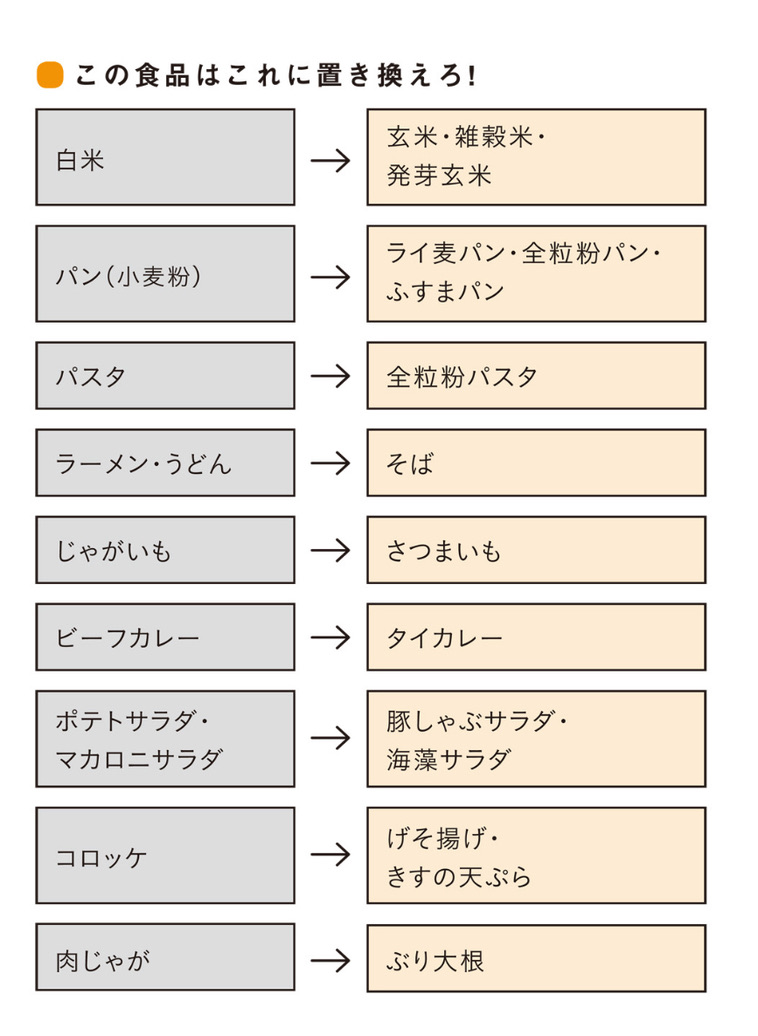 この食品はこれに置き換えろ!
白米
→
玄米・雑穀米・
発芽玄米
パン(小麦粉)
→
ライ麦パン・全粒粉パン・
ふすまパン
パスタ
→
全粒粉パスタ
ラーメン・うどん
→
そば
じゃがいも
→
さつまいも
ビーフカレー
→
タイカレー
ポテトサラダ・
マカロニサラダ
→
豚しゃぶサラダ・
海藻サラダ
コロッケ
→
げそ揚げ・
きすの天ぷら
肉じゃが
→
ぶり大根